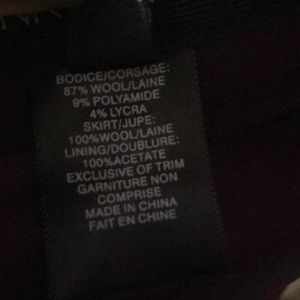 BODICE/CORSAGE:
87% WOOL/LAINE
9% POLYAMIDE
4% LYCRA
SKIRT/JUPE:
100%WOOL/LAINE
LINING/DOUBLURE:
100%ACETATE
EXCLUSIVE OF TRIM
GARNITURE NON
COMPRISE
MADE IN CHINA
FAIT EN CHINE